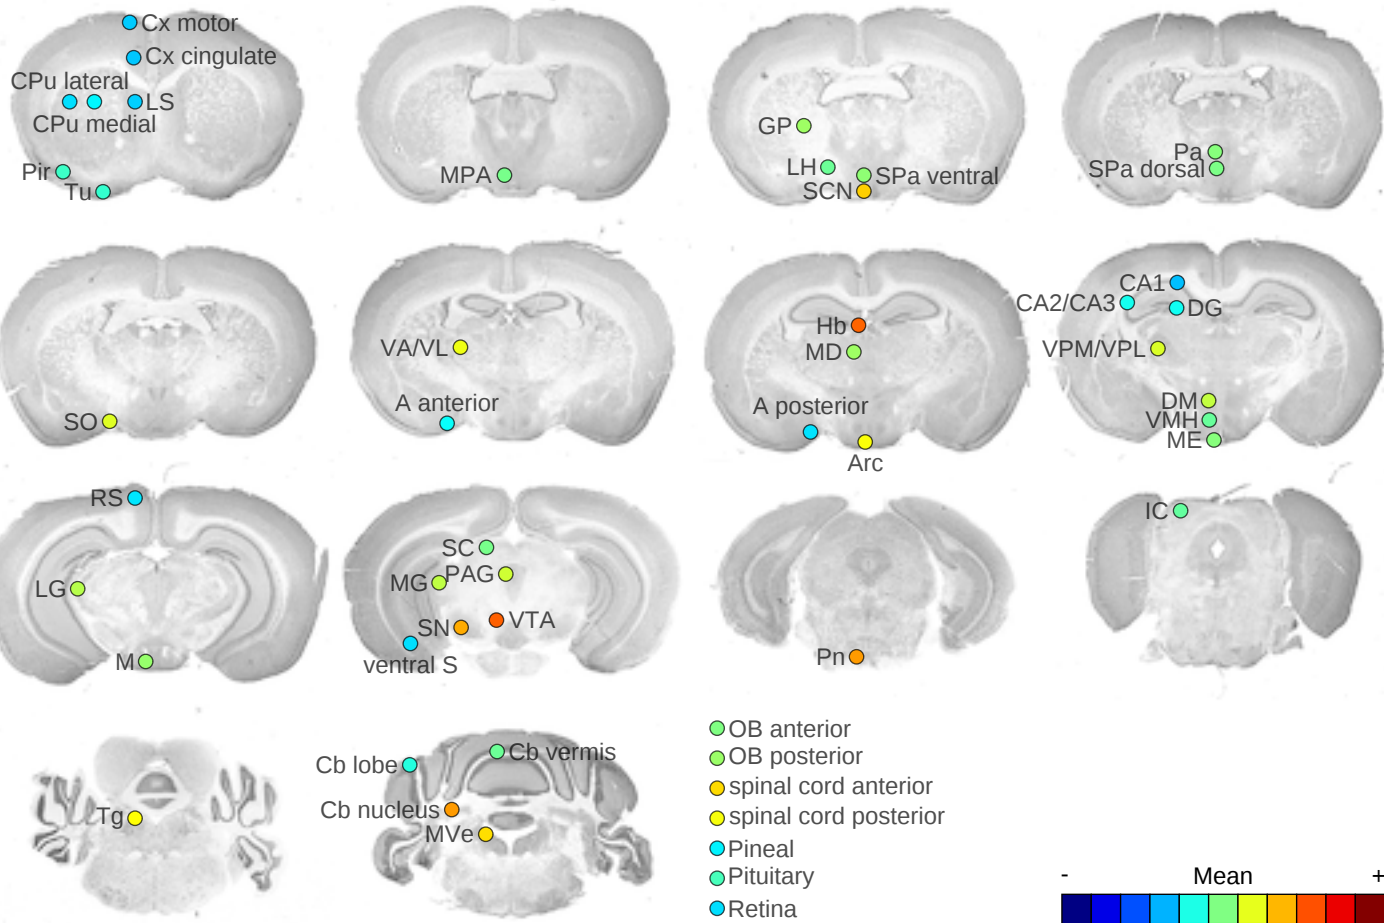 Cx motor
Cx cingulate
CPu lateral
LS
CPu medial
Pir
Tu
MPA
GP
LH
SPa ventral
SCN
Pa
SPa dorsal
SO
VA/VL
A anterior
Hb
MD
A posterior
Arc
CA1
CA2/CA3
DG
VPM/VPL
DM
VMH
ME
RS
LG
M
SC
MG
PAG
SN
VTA
ventral S
Pn
IC
Tg
Cb lobe
Cb vermis
Cb nucleus
MVe
OB anterior
OB posterior
spinal cord anterior
spinal cord posterior
Pineal
Pituitary
Retina
- Mean +